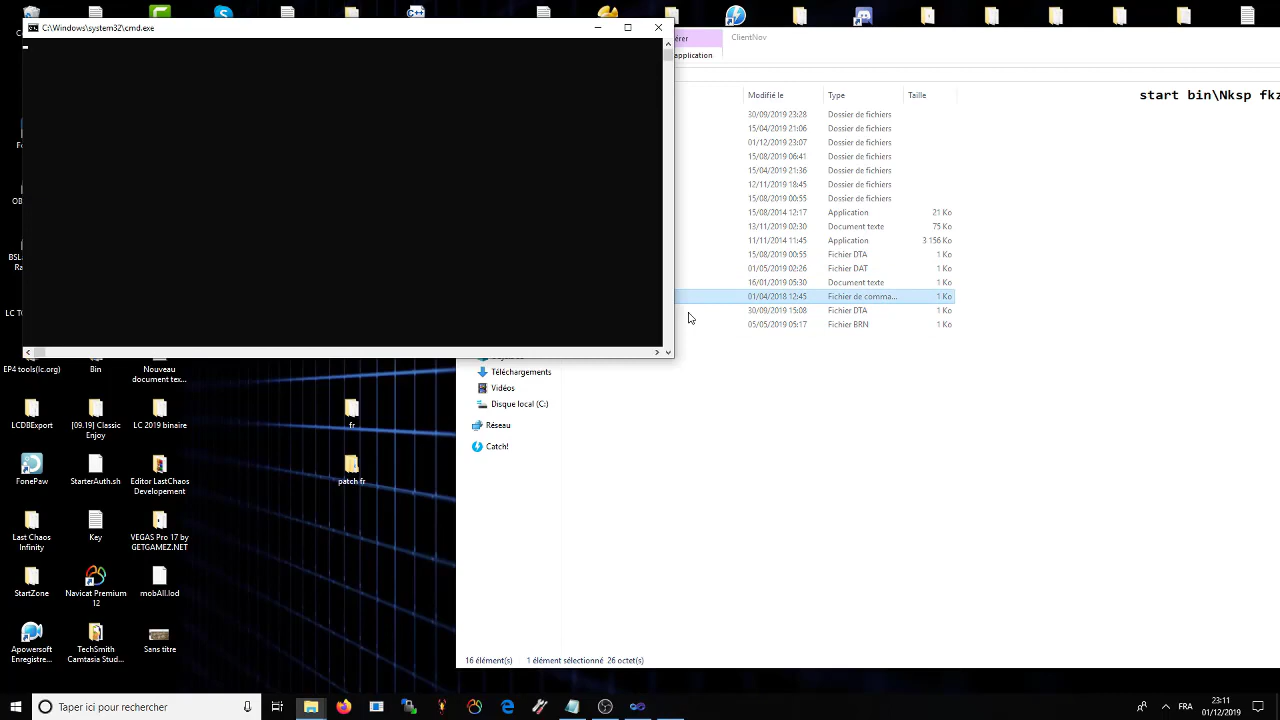 C:\Windows\system32\cmd.exe
érer
ClientNov
application
Modifié le
Type
Taille
start bin\Nksp fkz
30/09/2019 23:28
Dossier de fichiers
15/04/2019 21:06
Dossier de fichiers
01/12/2019 23:07
Dossier de fichiers
15/08/2019 06:41
Dossier de fichiers
15/04/2019 21:36
Dossier de fichiers
12/11/2019 18:45
Dossier de fichiers
15/08/2019 00:55
Dossier de fichiers
15/08/2014 12:17
Application
21 Ko
13/11/2019 02:30
Document texte
75 Ko
11/11/2014 11:45
Application
3 156 Ko
15/08/2019 00:55
Fichier DTA
1 Ko
01/05/2019 02:26
Fichier DAT
1 Ko
16/01/2019 05:30
Document texte
1 Ko
01/04/2018 12:45
Fichier de comma...
1 Ko
30/09/2019 15:08
Fichier DTA
1 Ko
05/05/2019 05:17
Fichier BRN
1 Ko
Téléchargements
Vidéos
Disque local (C:)
Réseau
Catch!
16 élément(s)
1 élément sélectionné 26 octet(s)
EP4 tools(lc.org)
Bin
Nouveau
document tex...
LCDBExport
[09.19] Classic
Enjoy
LC 2019 binaire
fr
FonePaw
StarterAuth.sh
Editor LastChaos
Developement
patch fr
Last Chaos
Infinity
Key
VEGAS Pro 17 by
GETGAMEZ.NET
StartZone
Navicat Premium
12
mobAll.lod
Apowersoft
Enregistre...
TechSmith
Camtasia Stud...
Sans titre
Taper ici pour rechercher
FRA
23:11
01/12/2019